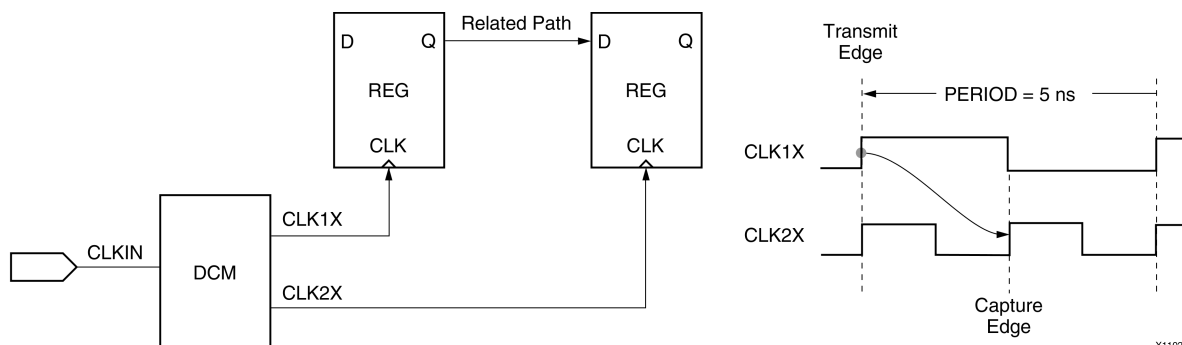 Related Path
D Q
REG
CLK
D Q
REG
CLK
CLKIN
DCM
CLK1X
CLK2X
Transmit
Edge
PERIOD = 5 ns
CLK1X
CLK2X
Capture
Edge